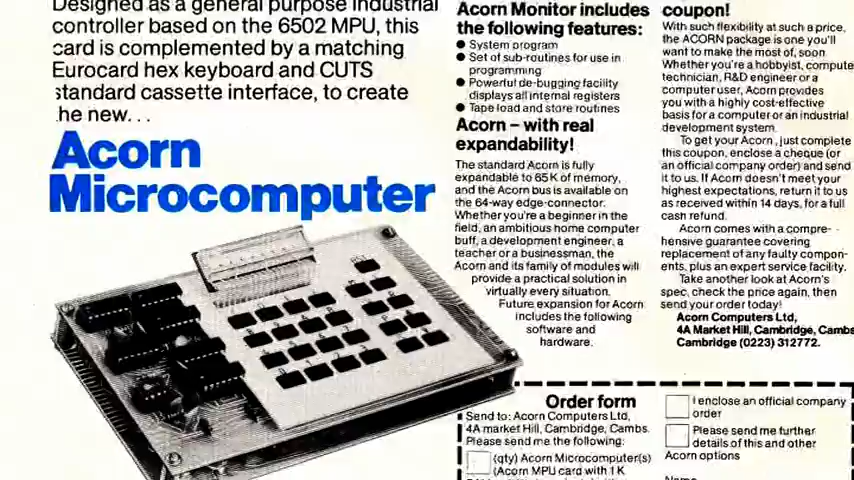 Designed as a general purpose industrial
controller based on the 6502 MPU, this
card is complemented by a matching
Eurocard hex keyboard and CUTS
standard cassette interface, to create
he new...
Acorn
Microcomputer
Acorn Monitor includes
the following features:
● System program
● Set of sub-routines for use in
programming
● Powerful de-bugging facility
displays all internal registers
● Tape load and store routines
Acorn – with real
expandability!
The standard Acorn is fully
expandable to 65K of memory,
and the Acorn bus is available on
the 64-way edge-connector.
Whether you're a beginner in the
field, an ambitious home computer
buff, a development engineer, a
teacher or a businessman, the
Acorn and its family of modules will
provide a practical solution in
virtually every situation.
Future expansion for Acorn
includes the following
software and
hardware.
coupon!
With such flexibility at such a price,
the ACORN package is one you'll
want to make the most of, soon.
Whether you're a hobbyist, compute
technician, R&D engineer or a
computer user, Acorn provides
you with a highly cost-effective
basis for a computer or an industrial
development system.
To get your Acorn, just complete
this coupon, enclose a cheque (or
an official company order) and send
it to us. If Acorn doesn't meet your
highest expectations, return it to us
as received within 14 days, for a full
cash refund.
Acorn comes with a compre-
hensive guarantee covering
replacement of any faulty compon-
ents, plus an expert service facility.
Take another look at Acorn's
spec, check the price again, then
send your order today!
Acorn Computers Ltd,
4A Market Hill, Cambridge, Cambs
Cambridge (0223) 312772.
Order form
Send to: Acorn Computers Ltd,
4A market Hill, Cambridge, Cambs.
Please send me the following:
(qty) Acorn Microcomputer(s)
(Acorn MPU card with 1 K
I enclose an official company
order
Please send me further
details of this and other
Acorn options
Name